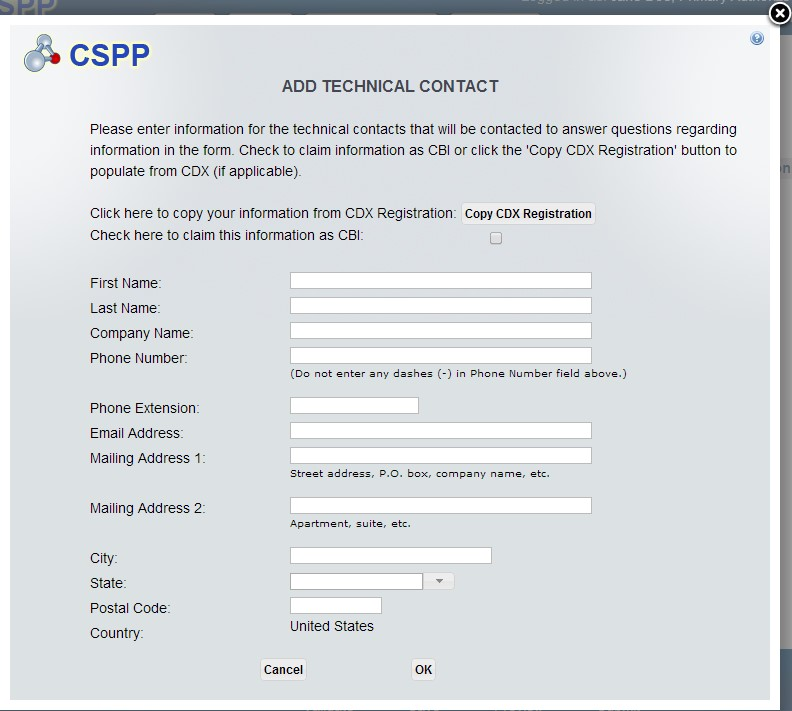 SPP
CSPP
ADD TECHNICAL CONTACT
Please enter information for the technical contacts that will be contacted to answer questions regarding
information in the form. Check to claim information as CBI or click the 'Copy CDX Registration' button to
populate from CDX (if applicable).
Click here to copy your information from CDX Registration: Copy CDX Registration
Check here to claim this information as CBI:
First Name:
Last Name:
Company Name:
Phone Number:
(Do not enter any dashes (-) in Phone Number field above.)
Phone Extension:
Email Address:
Mailing Address 1:
Street address, P.O. box, company name, etc.
Mailing Address 2:
Apartment, suite, etc.
City:
State:
Postal Code:
Country: United States
Cancel OK